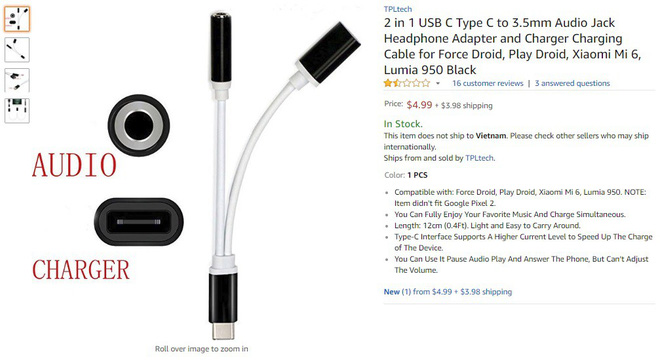 TPLtech
2 in 1 USB C Type C to 3.5mm Audio Jack
Headphone Adapter and Charger Charging
Cable for Force Droid, Play Droid, Xiaomi Mi 6,
Lumia 950 Black
16 customer reviews | 3 answered questions
Price: $4.99 + $3.98 shipping
In Stock.
This item does not ship to Vietnam. Please check other sellers who may ship
internationally.
Ships from and sold by TPLtech.
Color: 1 PCS
• Compatible with: Force Droid, Play Droid, Xiaomi Mi 6, Lumia 950. NOTE:
Item didn't fit Google Pixel 2.
• You Can Fully Enjoy Your Favorite Music And Charge Simultaneous.
• Length: 12cm (0.4Ft). Light and Easy to Carry Around.
• Type-C Interface Supports A Higher Current Level to Speed Up The Charge
of The Device.
• You Can Use It Pause Audio Play And Answer The Phone, But Can't Adjust
The Volume.
New (1) from $4.99 + $3.98 shipping
AUDIO
CHARGER
Roll over image to zoom in